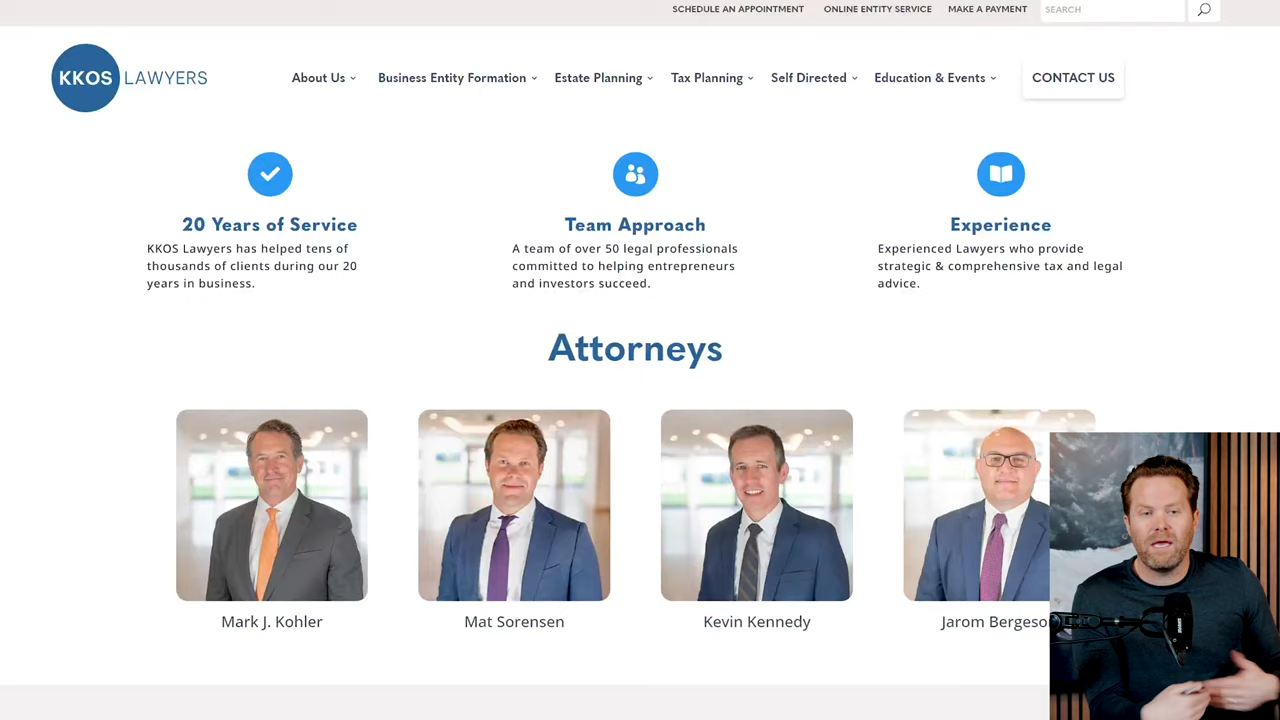 SCHEDULE AN APPOINTMENT ONLINE ENTITY SERVICE MAKE A PAYMENT SEARCH
KKOS LAWYERS
About Us Business Entity Formation Estate Planning Tax Planning Self Directed Education & Events CONTACT US
20 Years of Service
KKOS Lawyers has helped tens of
thousands of clients during our 20
years in business.
Team Approach
A team of over 50 legal professionals
committed to helping entrepreneurs
and investors succeed.
Experience
Experienced Lawyers who provide
strategic & comprehensive tax and legal
advice.
Attorneys
Mark J. Kohler
Mat Sorensen
Kevin Kennedy
Jarom Bergeso